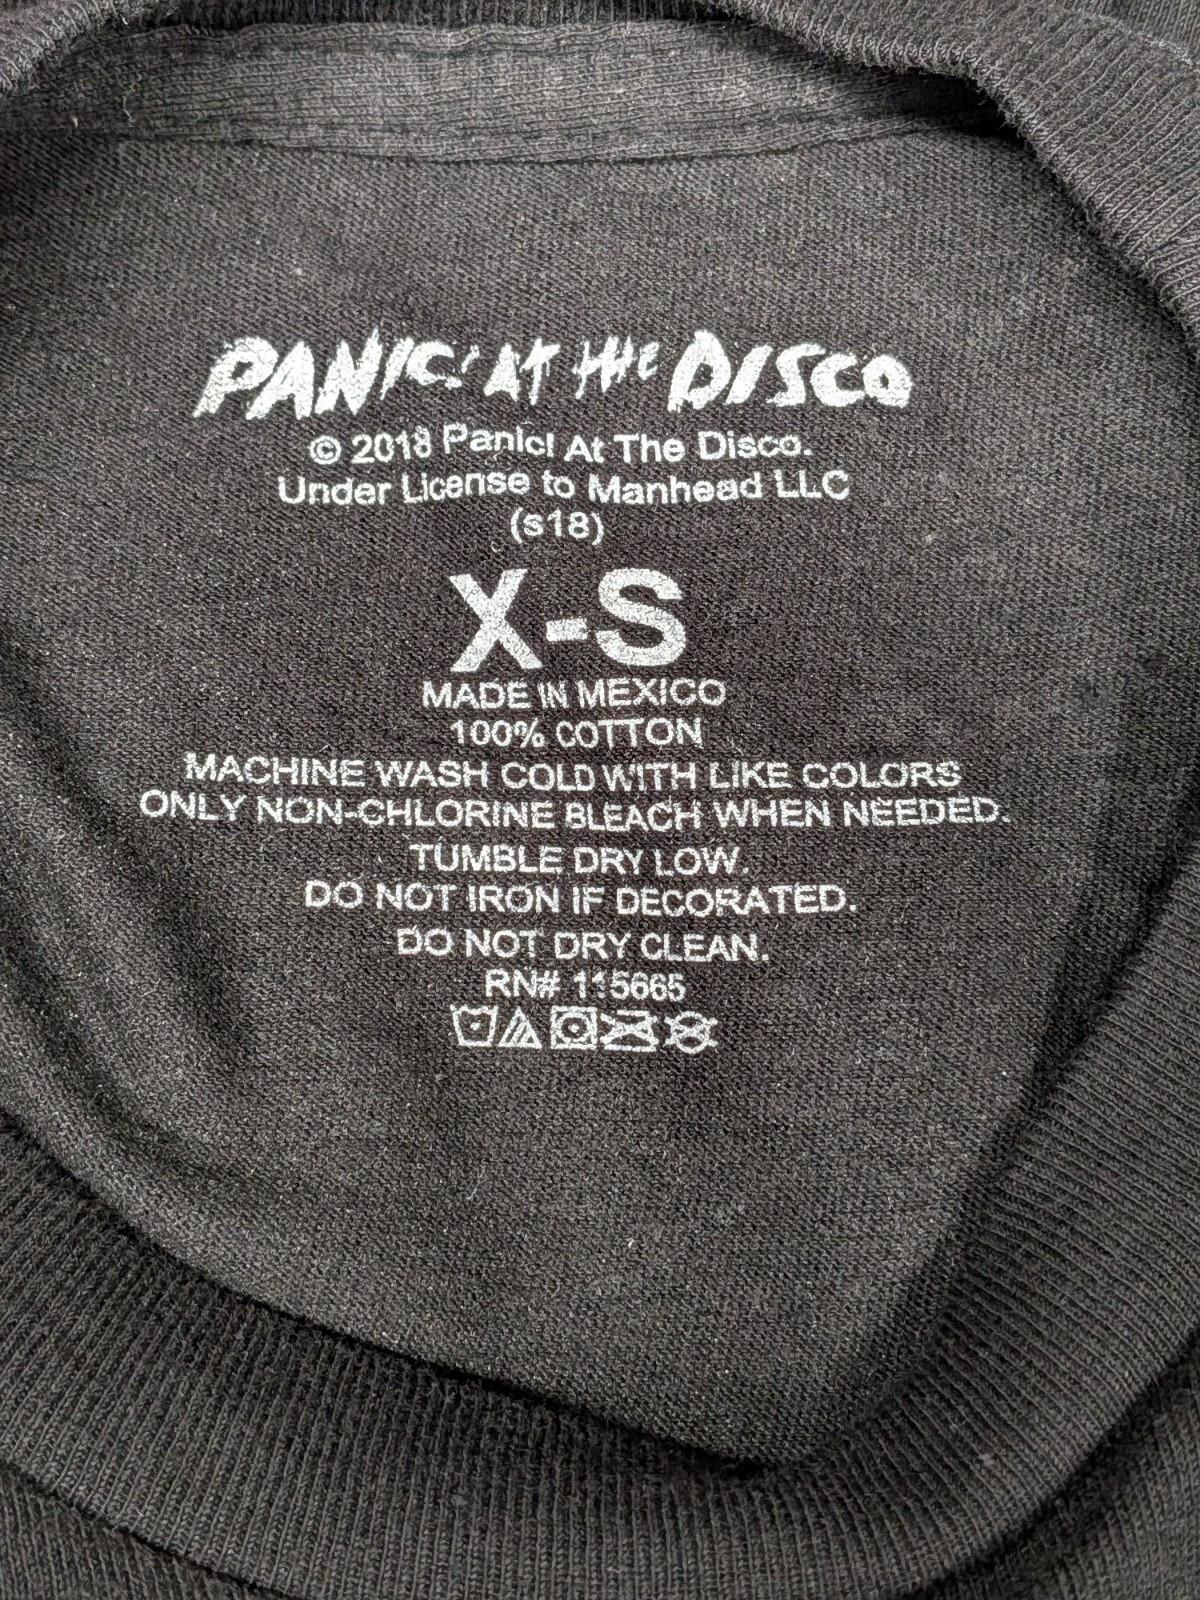 PANIC! AT THE DISCO
© 2018 Panic! At The Disco.
Under License to Manhead LLC
(s18)
X-S
MADE IN MEXICO
100% COTTON
MACHINE WASH COLD WITH LIKE COLORS
ONLY NON-CHLORINE BLEACH WHEN NEEDED.
TUMBLE DRY LOW.
DO NOT IRON IF DECORATED.
DO NOT DRY CLEAN.
RN# 115665